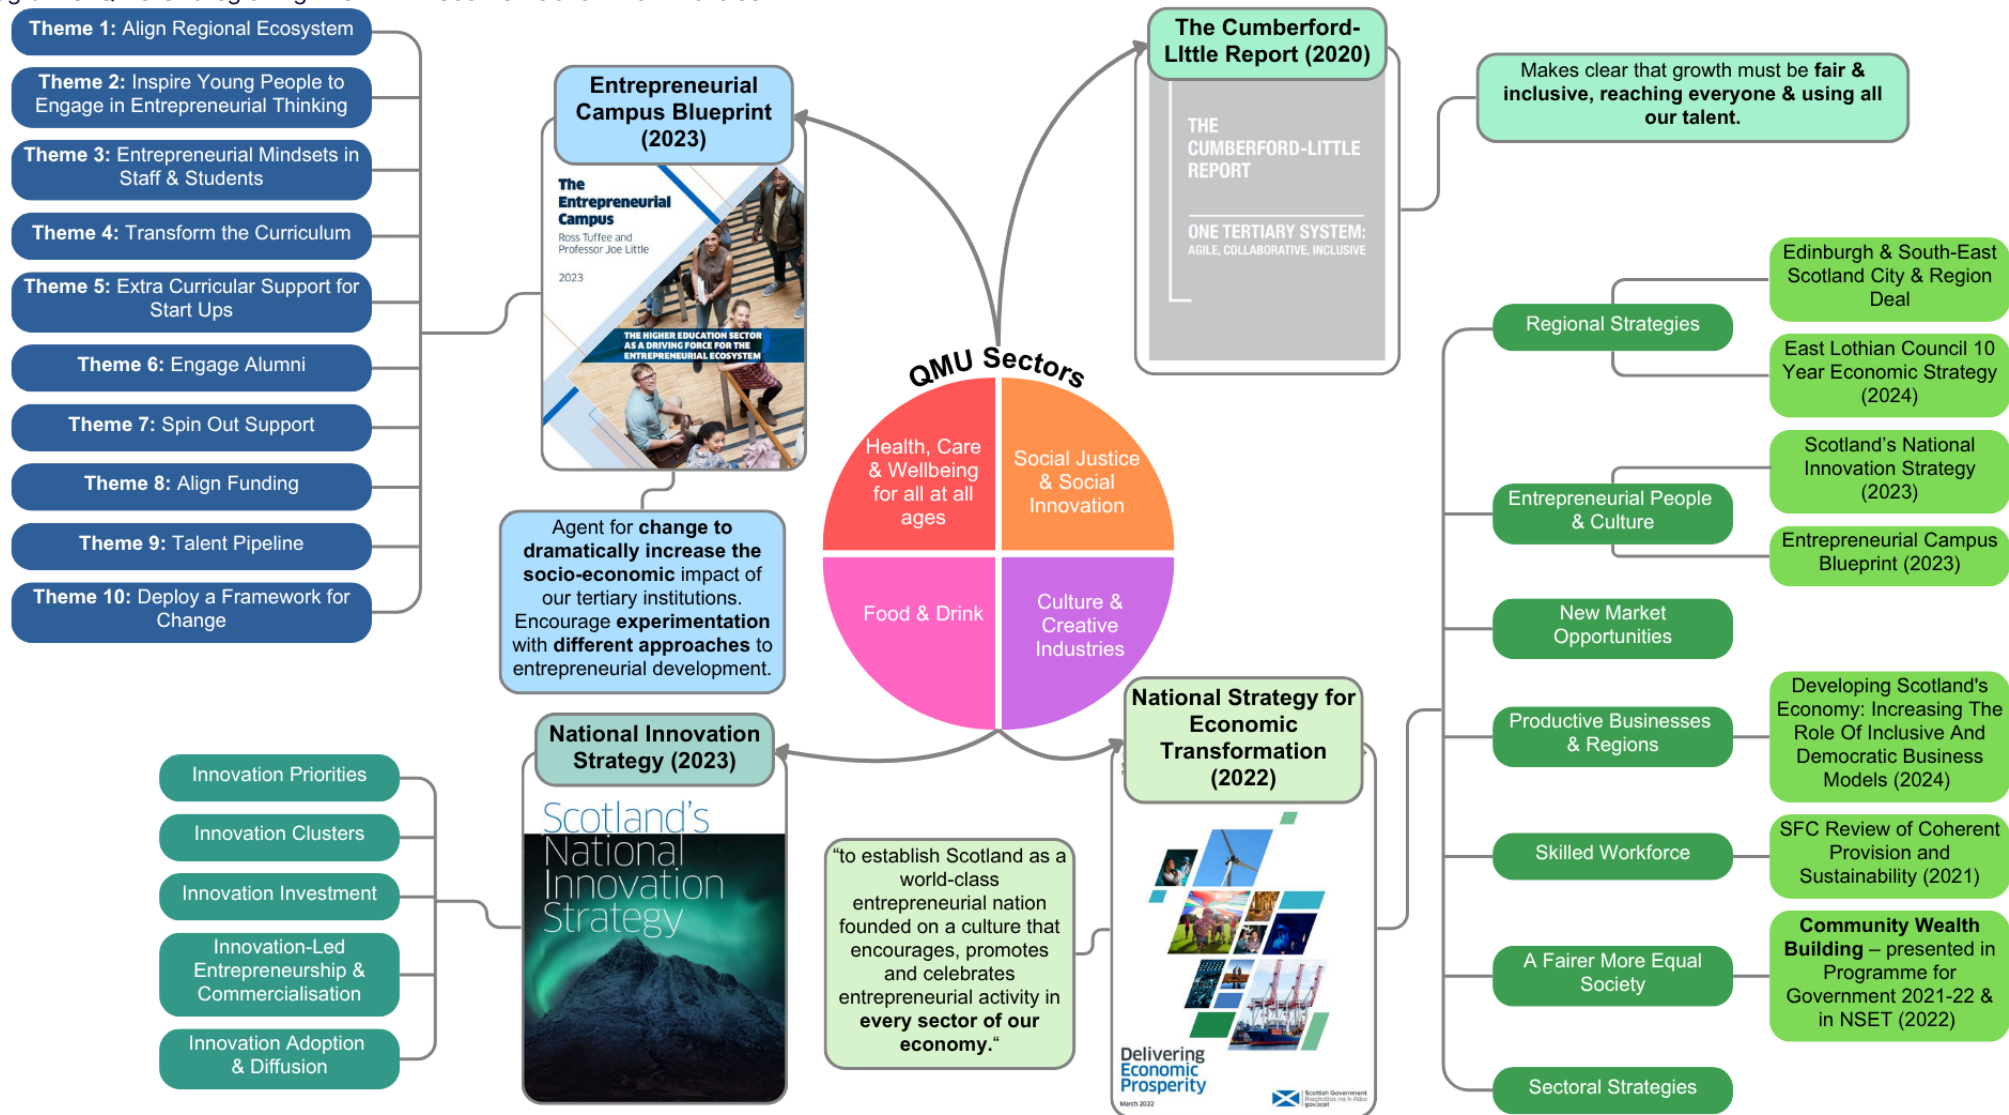 Theme 1: Align Regional Ecosystem
Theme 2: Inspire Young People to
Engage in Entrepreneurial Thinking
Theme 3: Entrepreneurial Mindsets in
Staff & Students
Theme 4: Transform the Curriculum
Theme 5: Extra Curricular Support for
Start Ups
Theme 6: Engage Alumni
Theme 7: Spin Out Support
Theme 8: Align Funding
Theme 9: Talent Pipeline
Theme 10: Deploy a Framework for
Change
Entrepreneurial
Campus Blueprint
(2023)
The
Entrepreneurial
Campus
Ross Tuffee and
Professor Joe Little
2023
THE HIGHER EDUCATION SECTOR
AS A DRIVING FORCE FOR THE
ENTREPRENEURIAL ECOSYSTEM
Agent for change to
dramatically increase the
socio-economic impact of
our tertiary institutions.
Encourage experimentation
with different approaches to
entrepreneurial development.
The Cumberford-
LIttle Report (2020)
THE
CUMBERFORD-LITTLE
REPORT
ONE TERTIARY SYSTEM:
AGILE, COLLABORATIVE, INCLUSIVE
Makes clear that growth must be fair &
inclusive, reaching everyone & using all
our talent.
QMU Sectors
Health, Care
& Wellbeing
for all at all
ages
Social Justice
& Social
Innovation
Food & Drink
Culture &
Creative
Industries
National Innovation
Strategy (2023)
Scotland's
National
Innovation
Strategy
Innovation Priorities
Innovation Clusters
Innovation Investment
Innovation-Led
Entrepreneurship &
Commercialisation
Innovation Adoption
& Diffusion
National Strategy for
Economic
Transformation
(2022)
Delivering
Economic
Prosperity
March 2022
Scottish Government
Riaghaltas na h-Alba
gov.scot
“to establish Scotland as a
world-class
entrepreneurial nation
founded on a culture that
encourages, promotes
and celebrates
entrepreneurial activity in
every sector of our
economy.“
Regional Strategies
Edinburgh & South-East
Scotland City & Region
Deal
East Lothian Council 10
Year Economic Strategy
(2024)
Entrepreneurial People
& Culture
Scotland’s National
Innovation Strategy
(2023)
Entrepreneurial Campus
Blueprint (2023)
New Market
Opportunities
Productive Businesses
& Regions
Developing Scotland's
Economy: Increasing The
Role Of Inclusive And
Democratic Business
Models (2024)
Skilled Workforce
SFC Review of Coherent
Provision and
Sustainability (2021)
A Fairer More Equal
Society
Community Wealth
Building – presented in
Programme for
Government 2021-22 &
in NSET (2022)
Sectoral Strategies